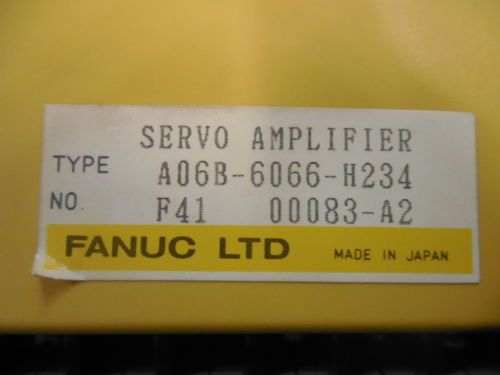 SERVO AMPLIFIER
TYPE A06B-6066-H234
NO. F41 00083-A2
FANUC LTD MADE IN JAPAN